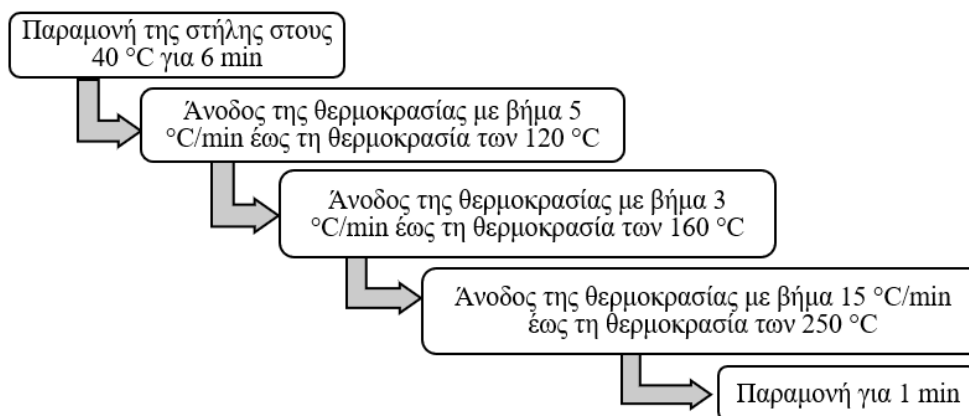 Παραμονή της στήλης στους
40 °C για 6 min
Άνοδος της θερμοκρασίας με βήμα 5
°C/min έως τη θερμοκρασία των 120 °C
Άνοδος της θερμοκρασίας με βήμα 3
°C/min έως τη θερμοκρασία των 160 °C
Άνοδος της θερμοκρασίας με βήμα 15 °C/min
έως τη θερμοκρασία των 250 °C
Παραμονή για 1 min